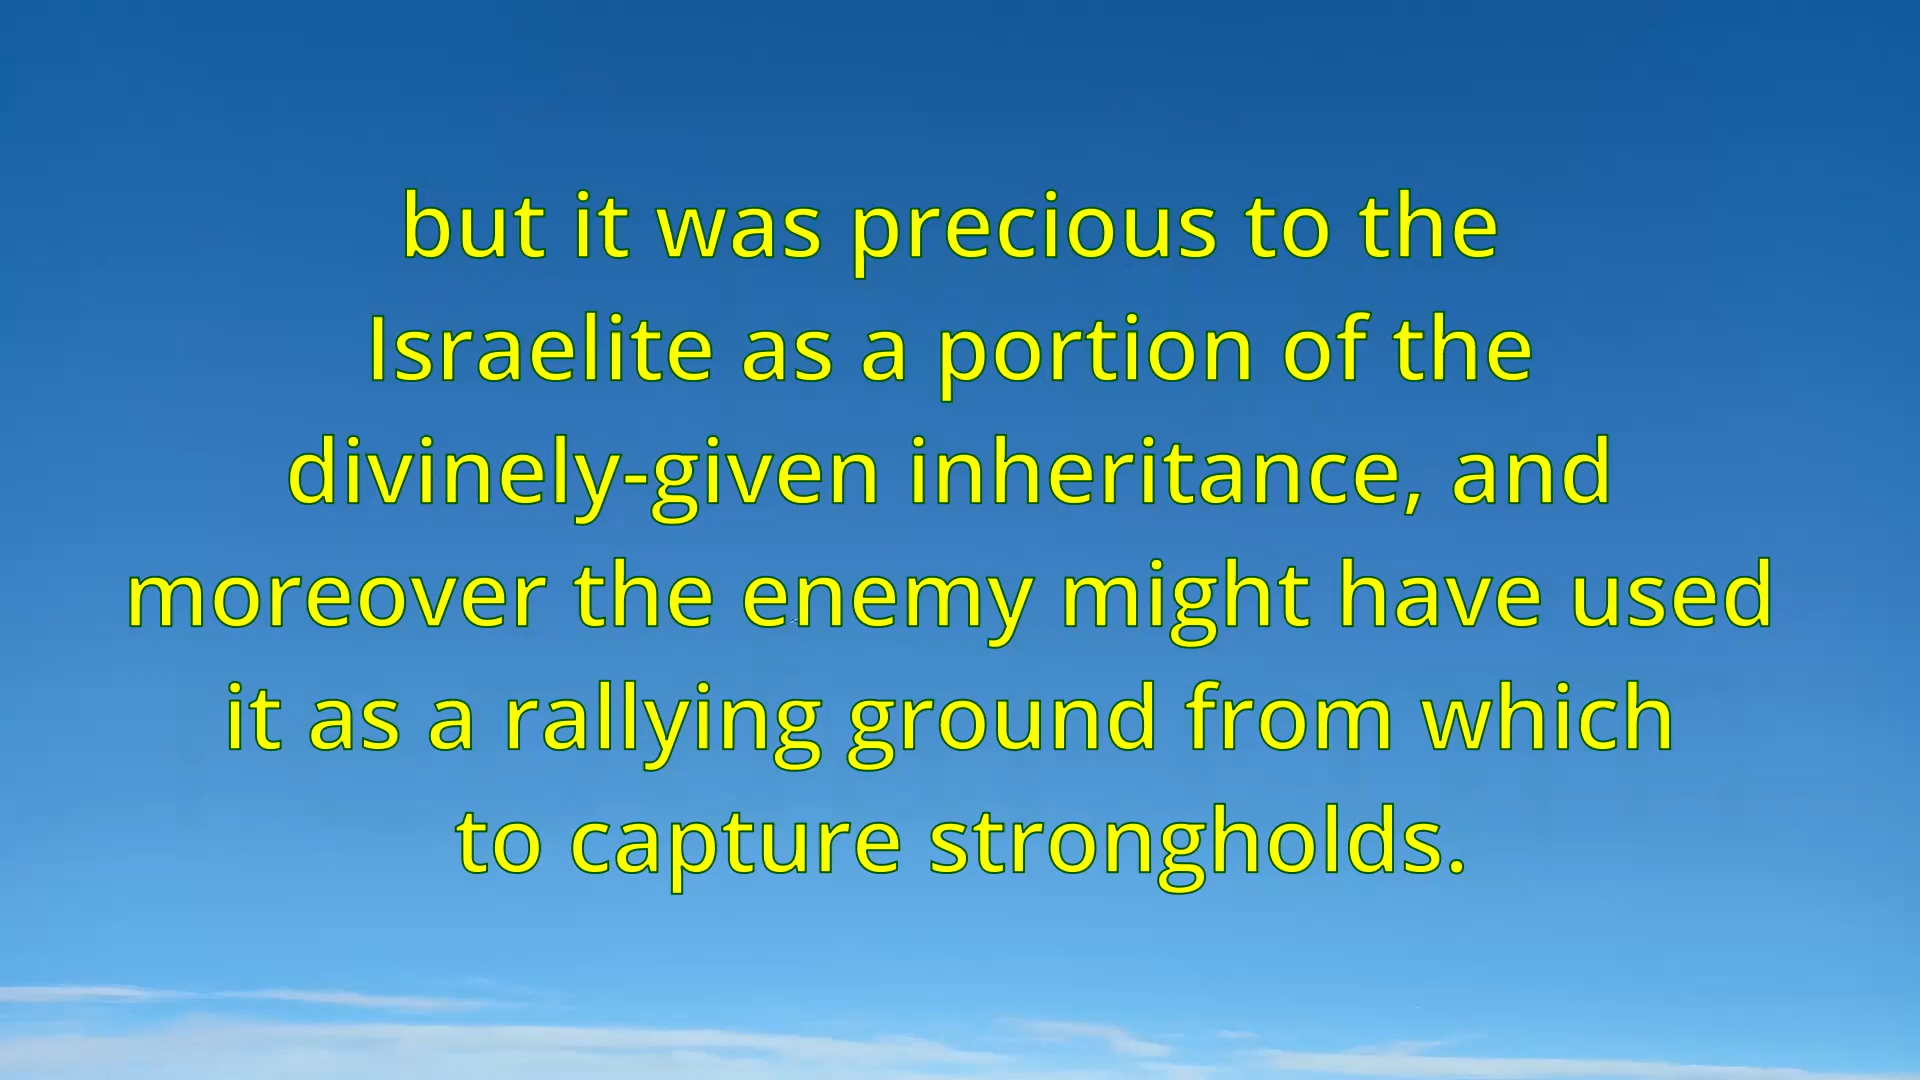 but it was precious to the
Israelite as a portion of the
divinely-given inheritance, and
moreover the enemy might have used
it as a rallying ground from which
to capture strongholds.